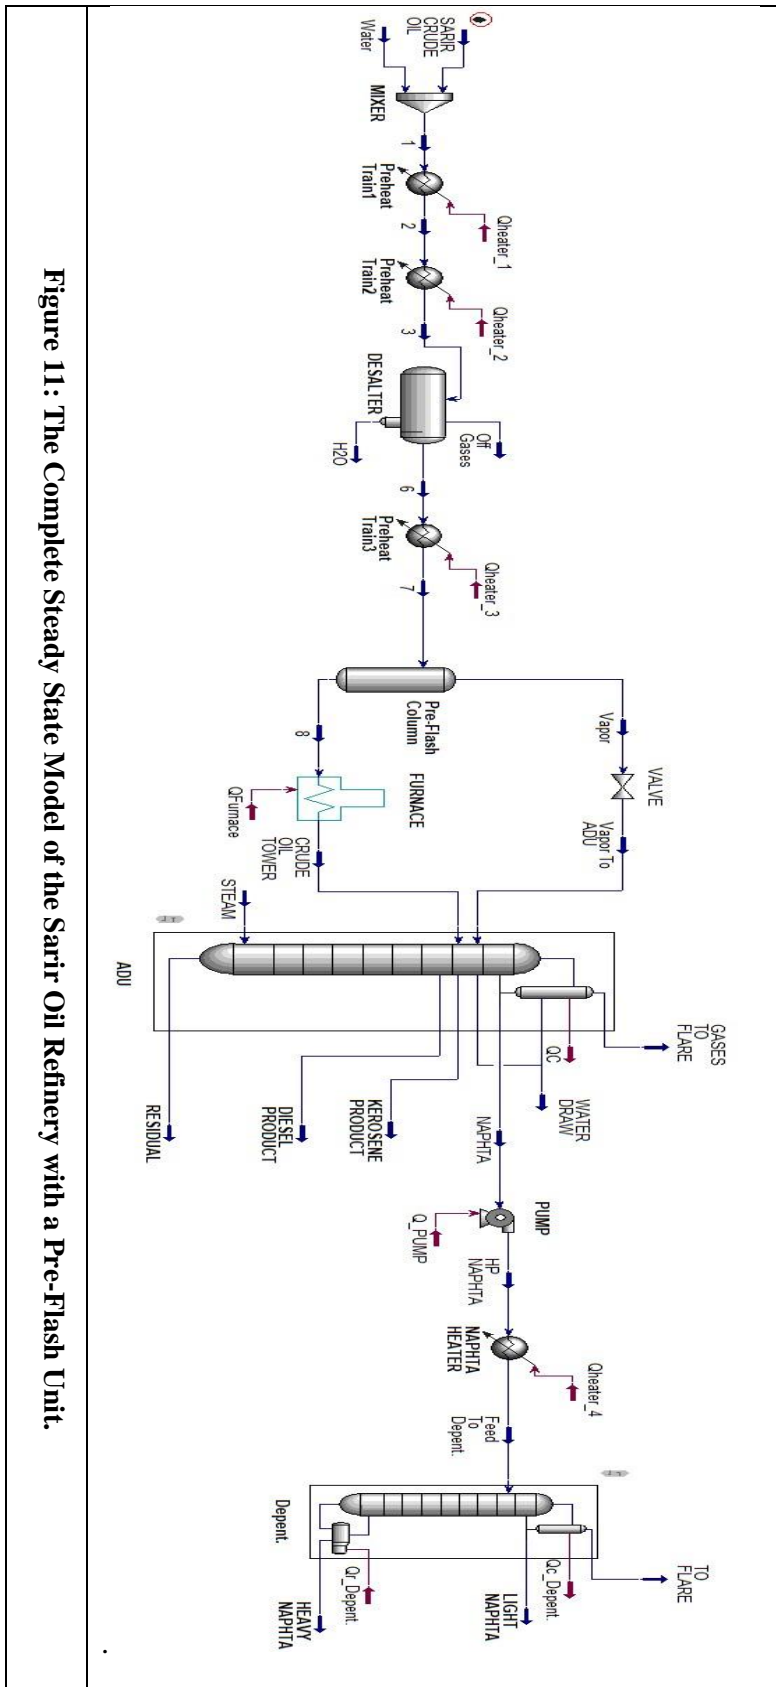 SARIR
CRUDE
OIL
Water
MIXER
1
Preheat
Train1
Qheater_1
2
Preheat
Train2
Qheater_2
3
DESALTER
Off
Gases
H2O
6
Preheat
Train3
Qheater_3
7
Pre-Flash
Column
Vapor
VALVE
Vapor To
ADU
8
FURNACE
QFurnace
CRUDE
OIL
TOWER
STEAM
ADU
GASES
TO
FLARE
QC
WATER
DRAW
NAPHTA
KEROSENE
PRODUCT
DIESEL
PRODUCT
RESIDUAL
PUMP
Q_PUMP
HP
NAPHTA
NAPHTA
HEATER
Qheater_4
Feed
To
Depent.
Depent.
TO
FLARE
Qc_Depent.
LIGHT
NAPHTA
Qr_Depent.
HEAVY
NAPHTA
.
Figure 11: The Complete Steady State Model of the Sarir Oil Refinery with a Pre-Flash Unit.